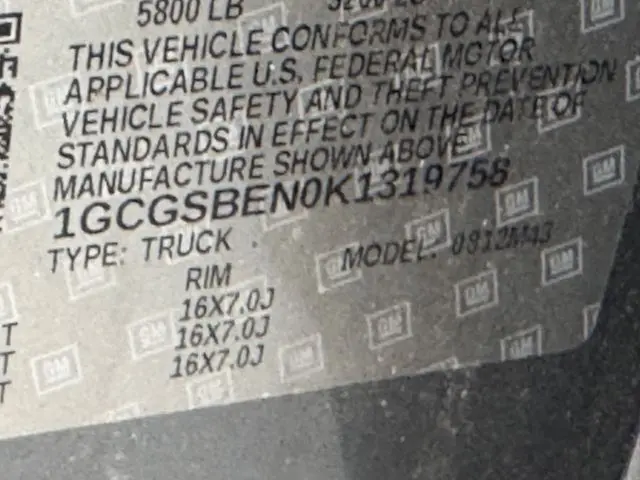 5800 LB
THIS VEHICLE CONFORMS TO ALL
APPLICABLE U.S. FEDERAL MOTOR
VEHICLE SAFETY AND THEFT PREVENTION
STANDARDS IN EFFECT ON THE DATE OF
MANUFACTURE SHOWN ABOVE
1GCGSBEN0K1319758
TYPE: TRUCK MODEL: 0812M43
RIM
16X7.0J
T 16X7.0J
T 16X7.0J
T